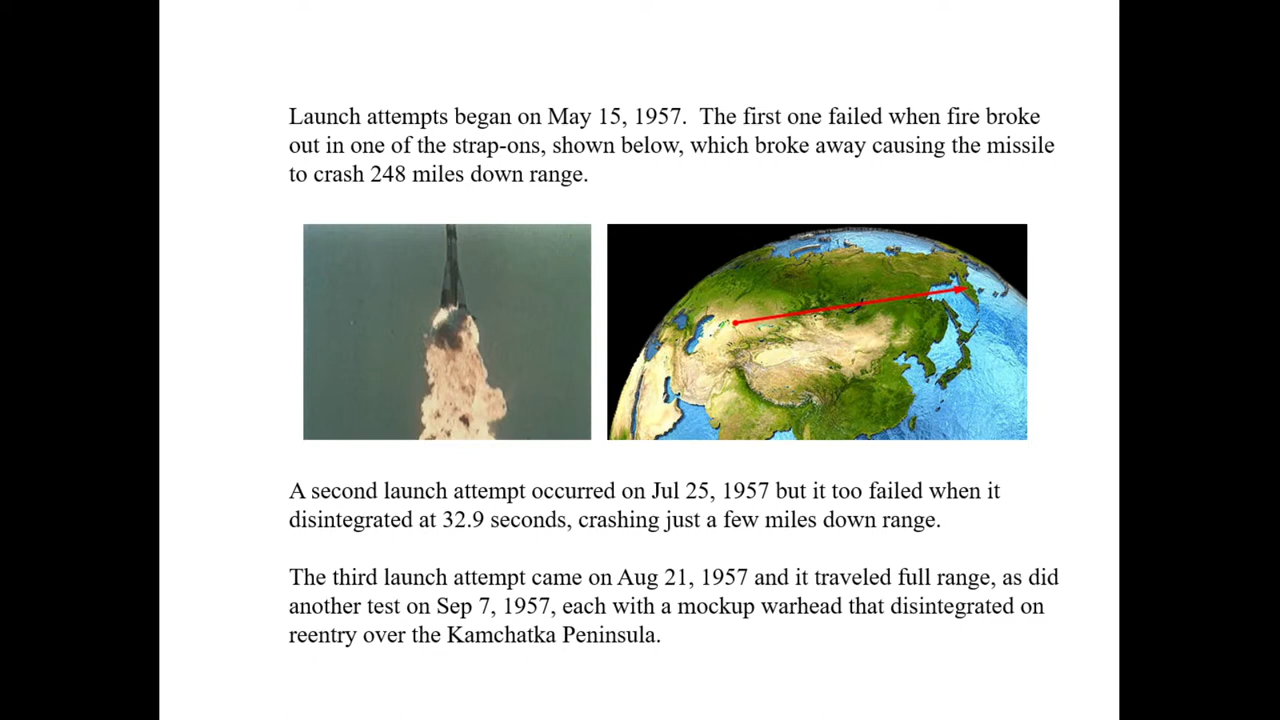 Launch attempts began on May 15, 1957.  The first one failed when fire broke
out in one of the strap-ons, shown below, which broke away causing the missile
to crash 248 miles down range.
A second launch attempt occurred on Jul 25, 1957 but it too failed when it
disintegrated at 32.9 seconds, crashing just a few miles down range.
The third launch attempt came on Aug 21, 1957 and it traveled full range, as did
another test on Sep 7, 1957, each with a mockup warhead that disintegrated on
reentry over the Kamchatka Peninsula.